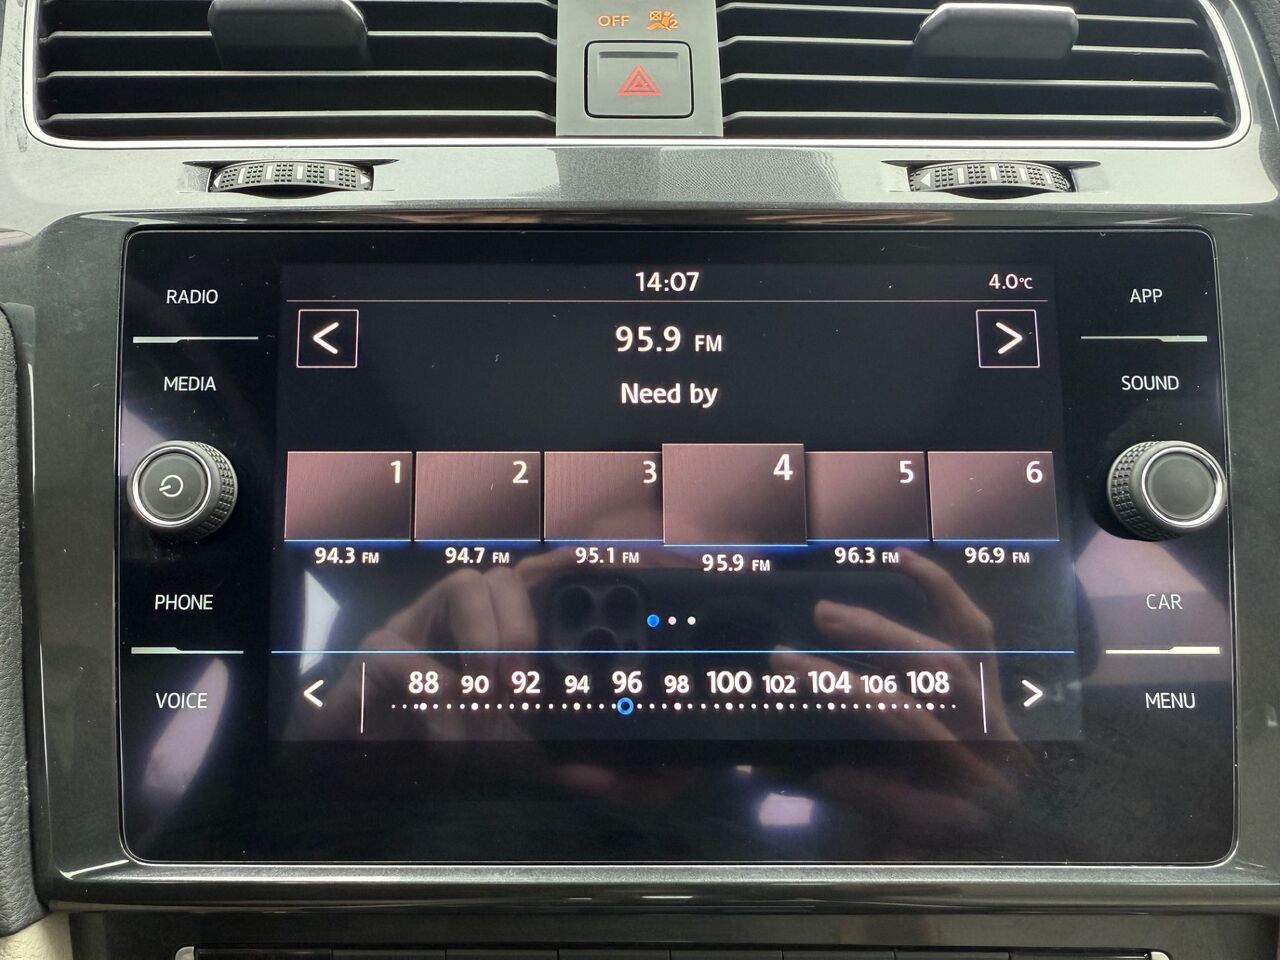 OFF
2
RADIO
MEDIA
PHONE
VOICE
14:07
4.0°C
<
95.9 FM
>
Need by
1
2
3
4
5
6
94.3 FM
94.7 FM
95.1 FM
95.9 FM
96.3 FM
96.9 FM
<
88 90 92 94 96 98 100 102 104 106 108
>
APP
SOUND
CAR
MENU